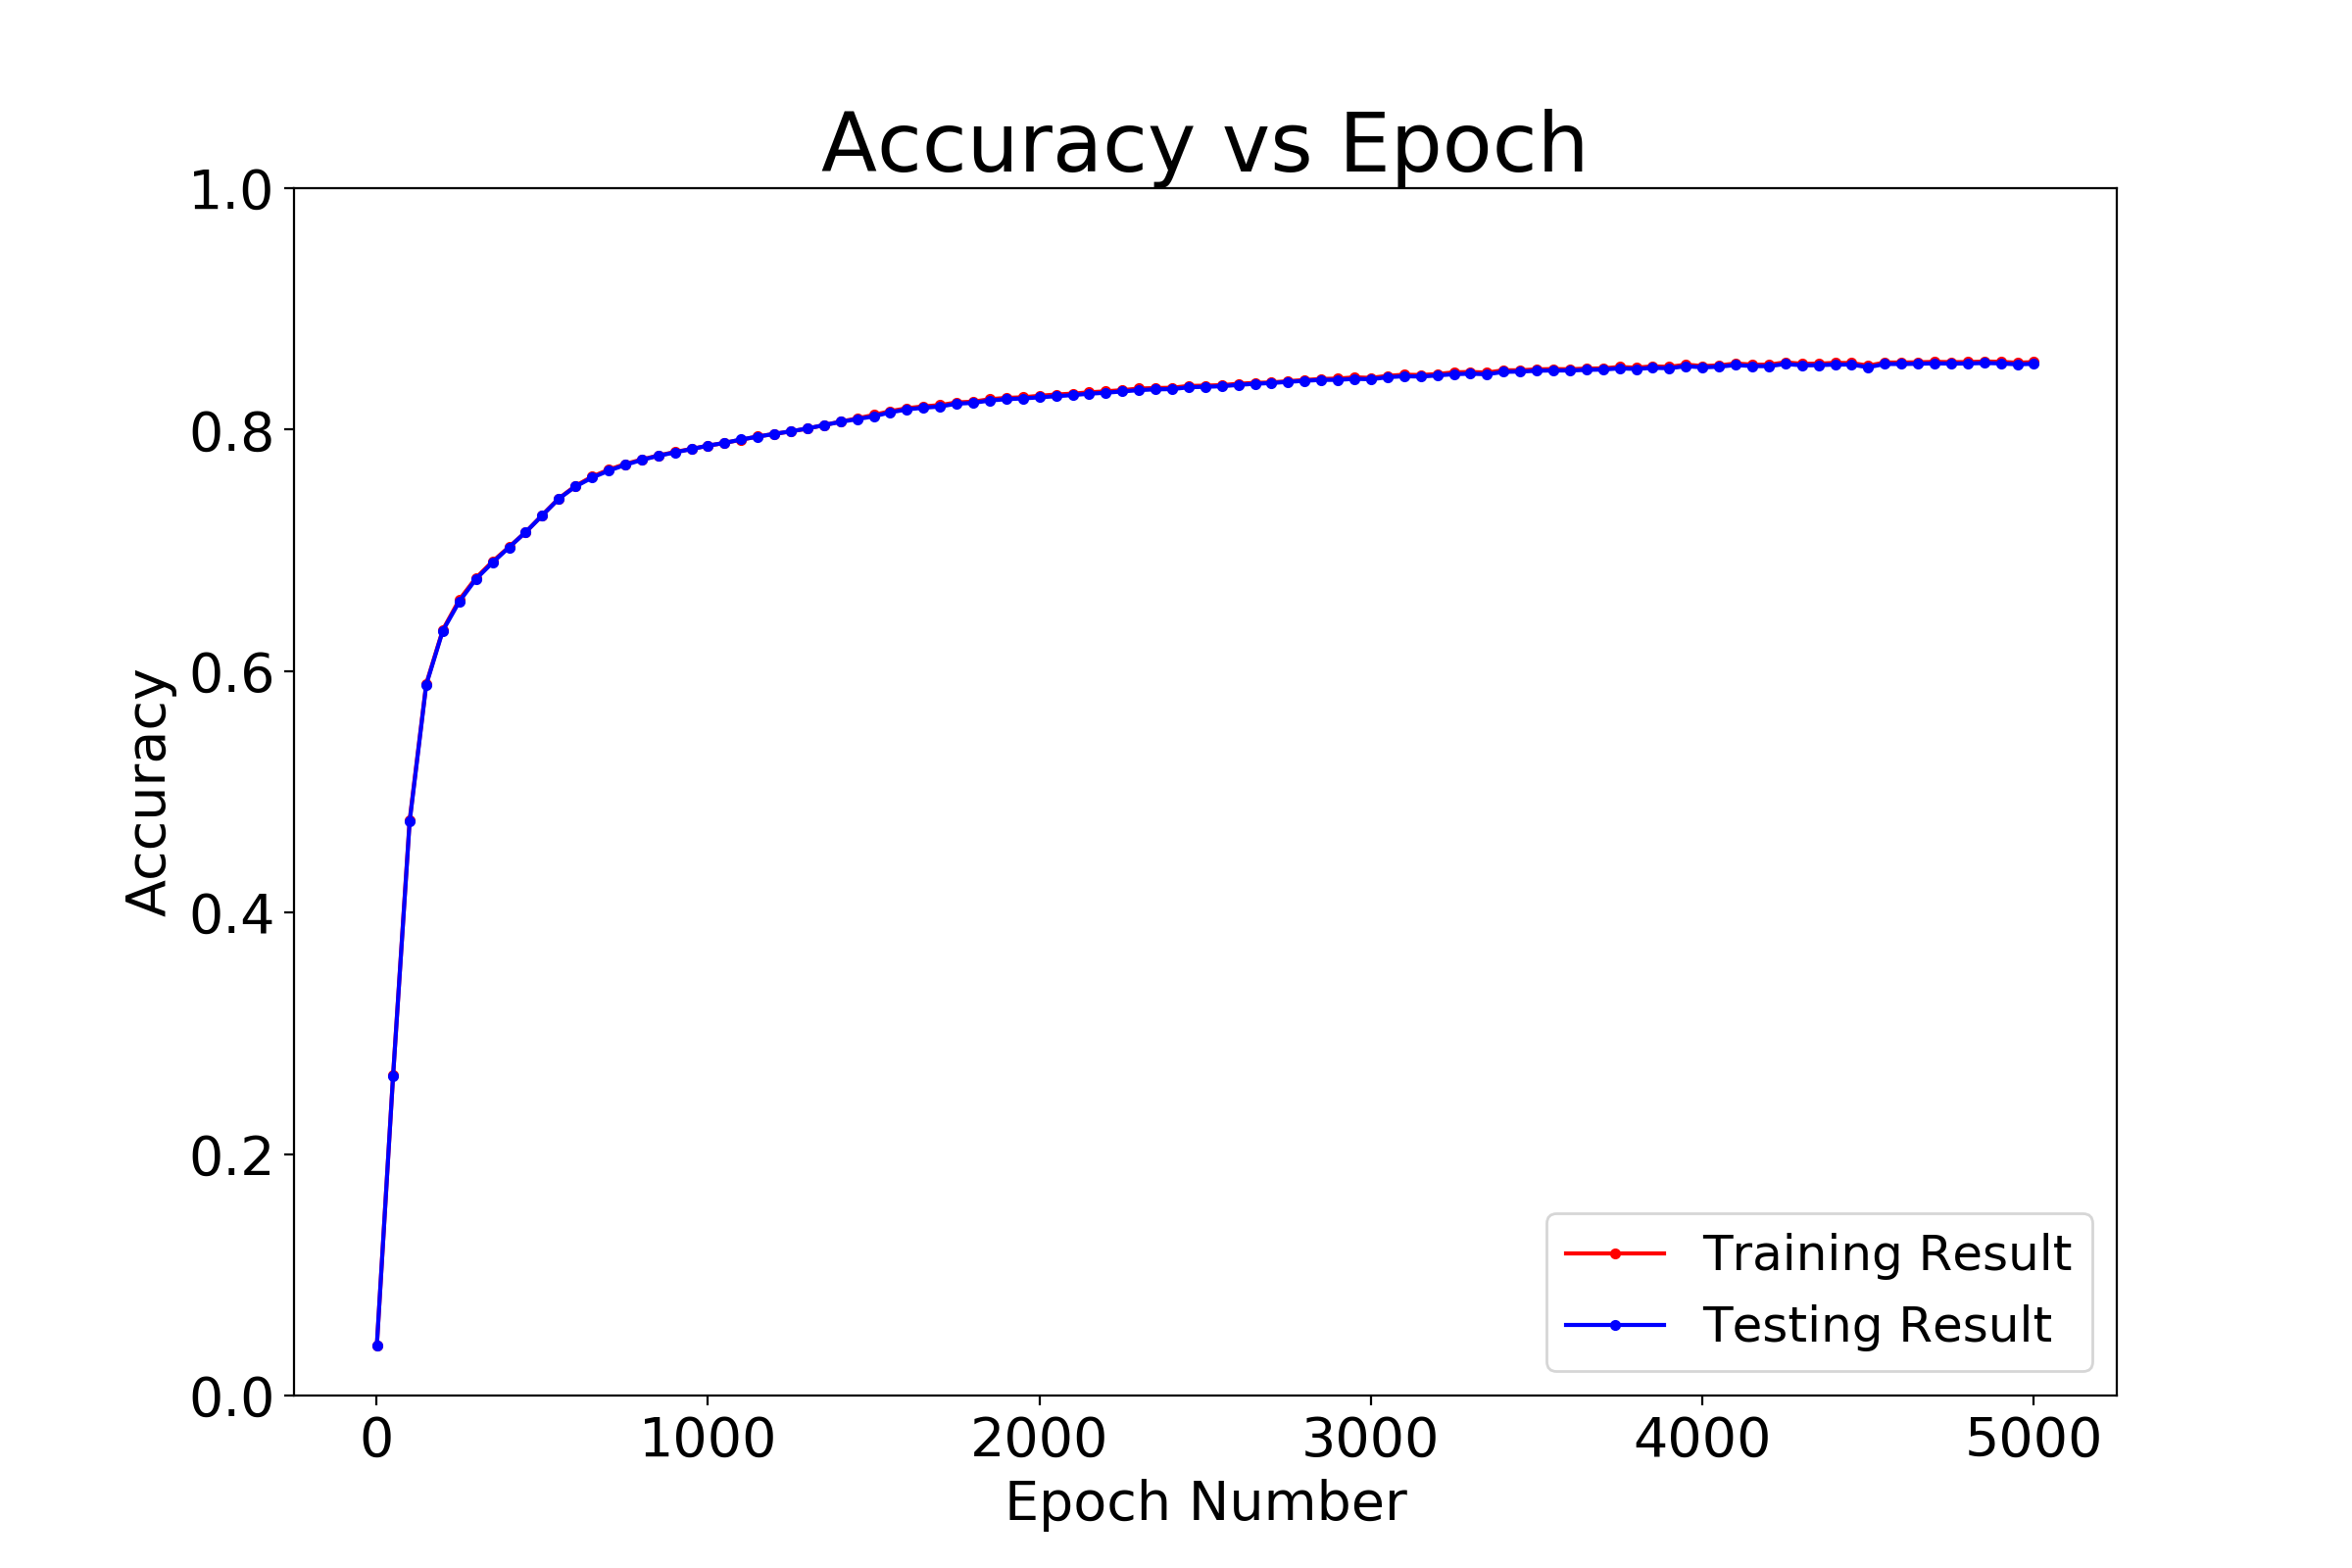 Accuracy vs Epoch
1.0
0.8
0.6
0.4
0.2
0.0
Accuracy
0 1000 2000 3000 4000 5000
Epoch Number
Training Result
Testing Result